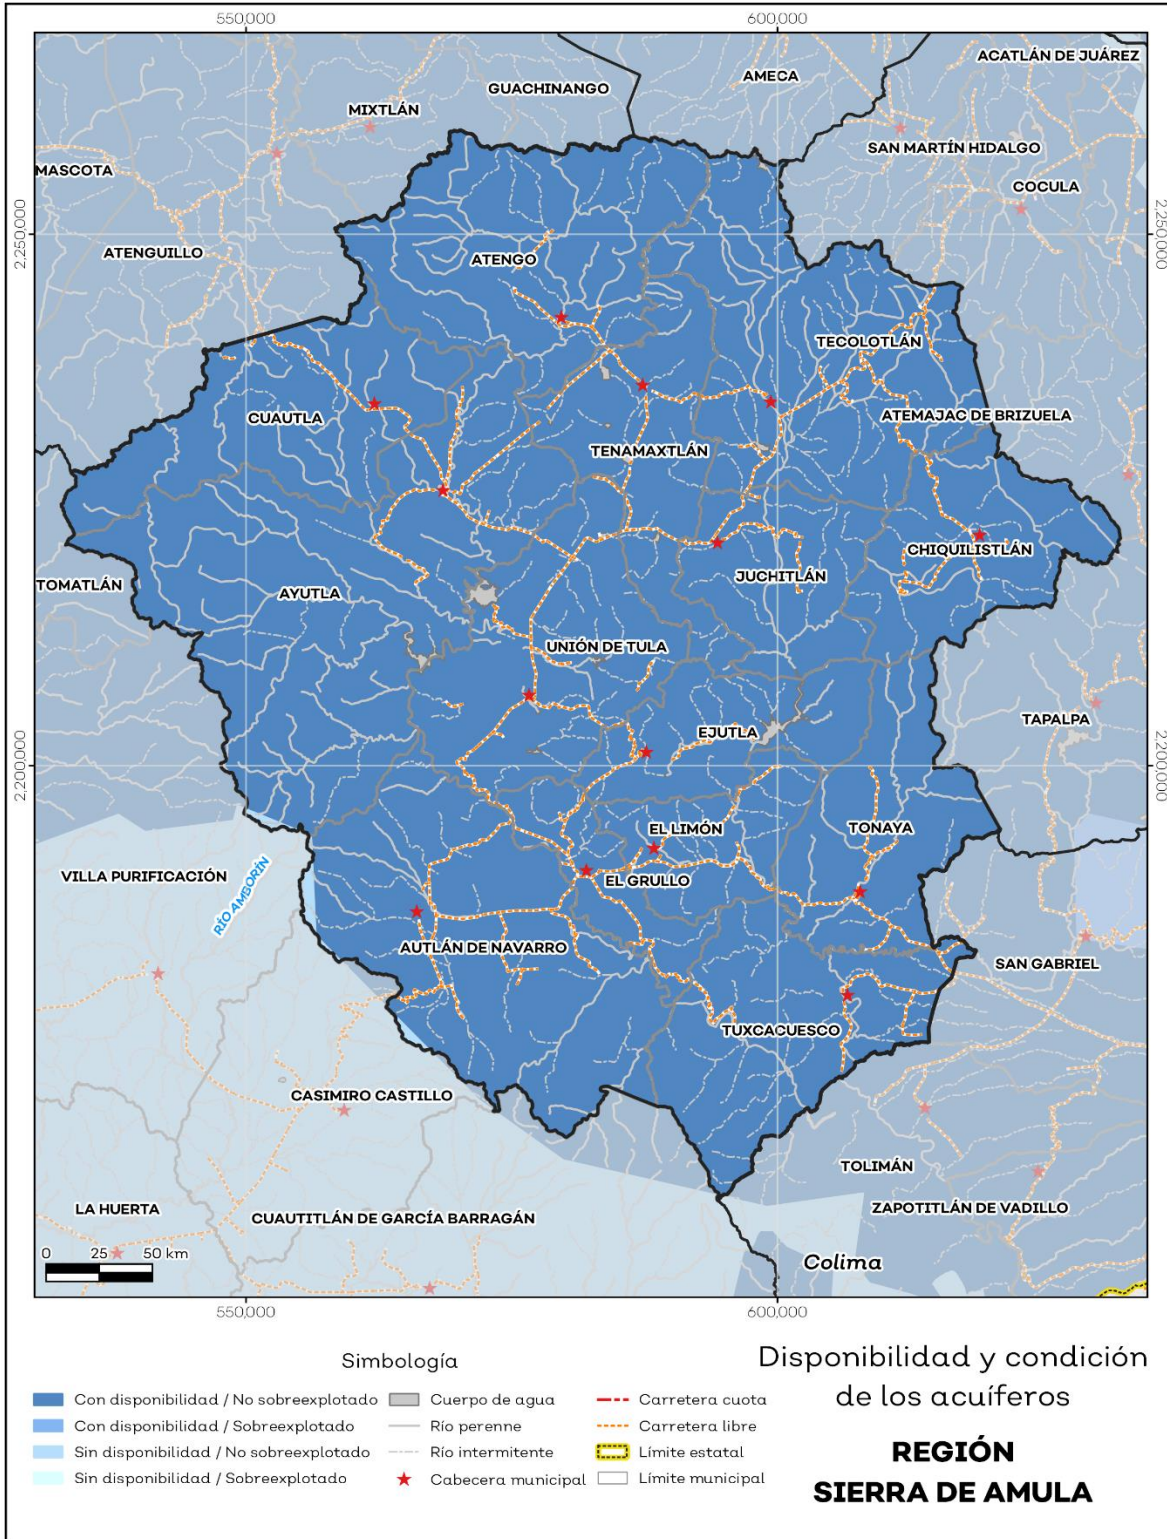 550,000
600,000
ACATLÁN DE JUÁREZ
AMECA
GUACHINANGO
MIXTLÁN
SAN MARTÍN HIDALGO
MASCOTA
COCULA
2,250,000
2,250,000
ATENGUILLO
ATENGO
TECOLOTLÁN
CUAUTLA
ATEMAJAC DE BRIZUELA
TENAMAXTLÁN
CHIQUILISTLÁN
TOMATLÁN
JUCHITLÁN
AYUTLA
UNIÓN DE TULA
TAPALPA
EJUTLA
2,200,000
2,200,000
EL LIMÓN
TONAYA
VILLA PURIFICACIÓN
RÍO AMBORÍN
EL GRULLO
AUTLÁN DE NAVARRO
SAN GABRIEL
TUXCACUESCO
CASIMIRO CASTILLO
TOLIMÁN
LA HUERTA
CUAUTITLÁN DE GARCÍA BARRAGÁN
ZAPOTITLÁN DE VADILLO
0 25 50 km
Colima
550,000
600,000
Simbología
Con disponibilidad / No sobreexplotado
Con disponibilidad / Sobreexplotado
Sin disponibilidad / No sobreexplotado
Sin disponibilidad / Sobreexplotado
Cuerpo de agua
Río perenne
Río intermitente
Cabecera municipal
Carretera cuota
Carretera libre
Límite estatal
Límite municipal
Disponibilidad y condición
de los acuíferos
REGIÓN
SIERRA DE AMULA